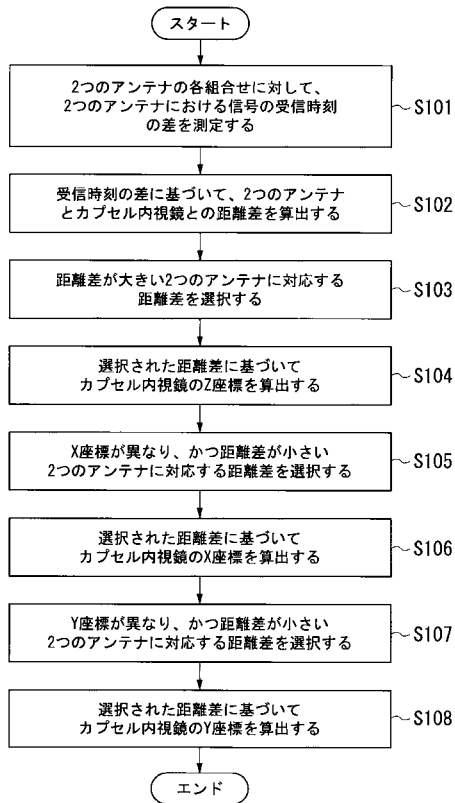 スタート
2つのアンテナの各組合せに対して、
2つのアンテナにおける信号の受信時刻
の差を測定する
S101
受信時刻の差に基づいて、2つのアンテナ
とカプセル内視鏡との距離差を算出する
S102
距離差が大きい2つのアンテナに対応する
距離差を選択する
S103
選択された距離差に基づいて
カプセル内視鏡のZ座標を算出する
S104
X座標が異なり、かつ距離差が小さい
2つのアンテナに対応する距離差を選択する
S105
選択された距離差に基づいて
カプセル内視鏡のX座標を算出する
S106
Y座標が異なり、かつ距離差が小さい
2つのアンテナに対応する距離差を選択する
S107
選択された距離差に基づいて
カプセル内視鏡のY座標を算出する
S108
エンド